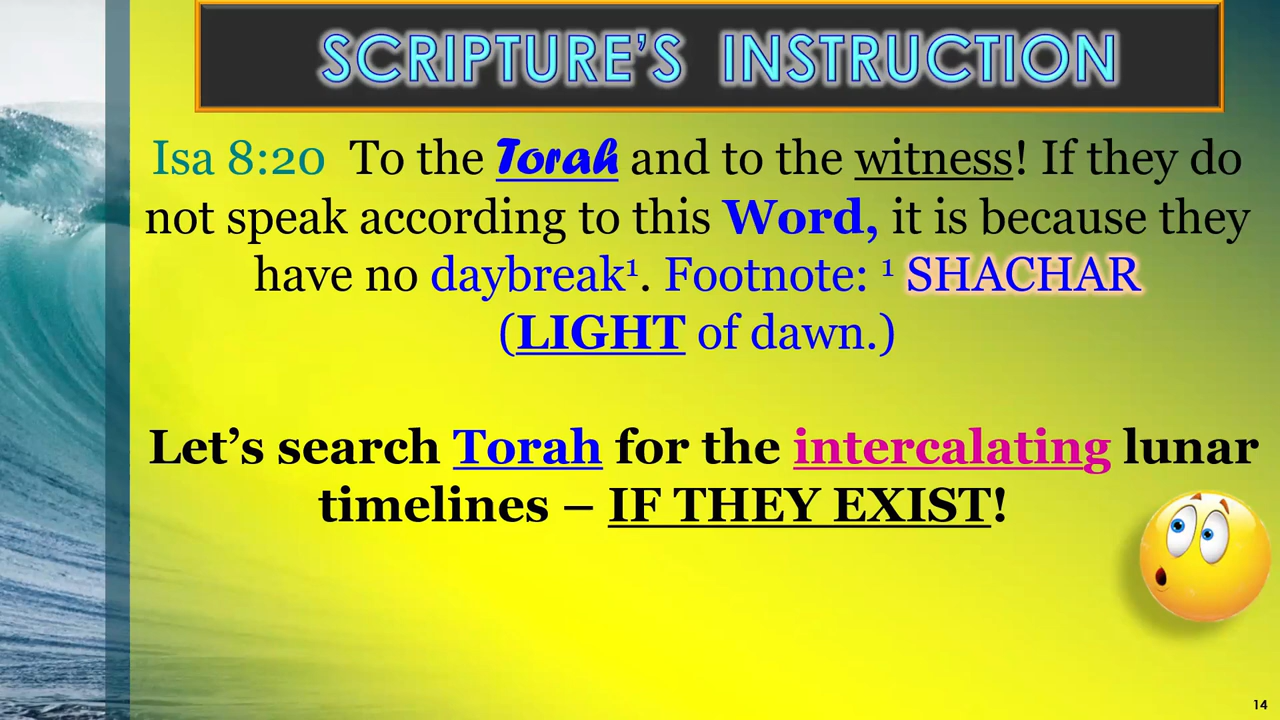 SCRIPTURE'S INSTRUCTION
Isa 8:20 To the Torah and to the witness! If they do
not speak according to this Word, it is because they
have no daybreak¹. Footnote: ¹ SHACHAR
(LIGHT of dawn.)
Let's search Torah for the intercalating lunar
timelines – IF THEY EXIST!
14